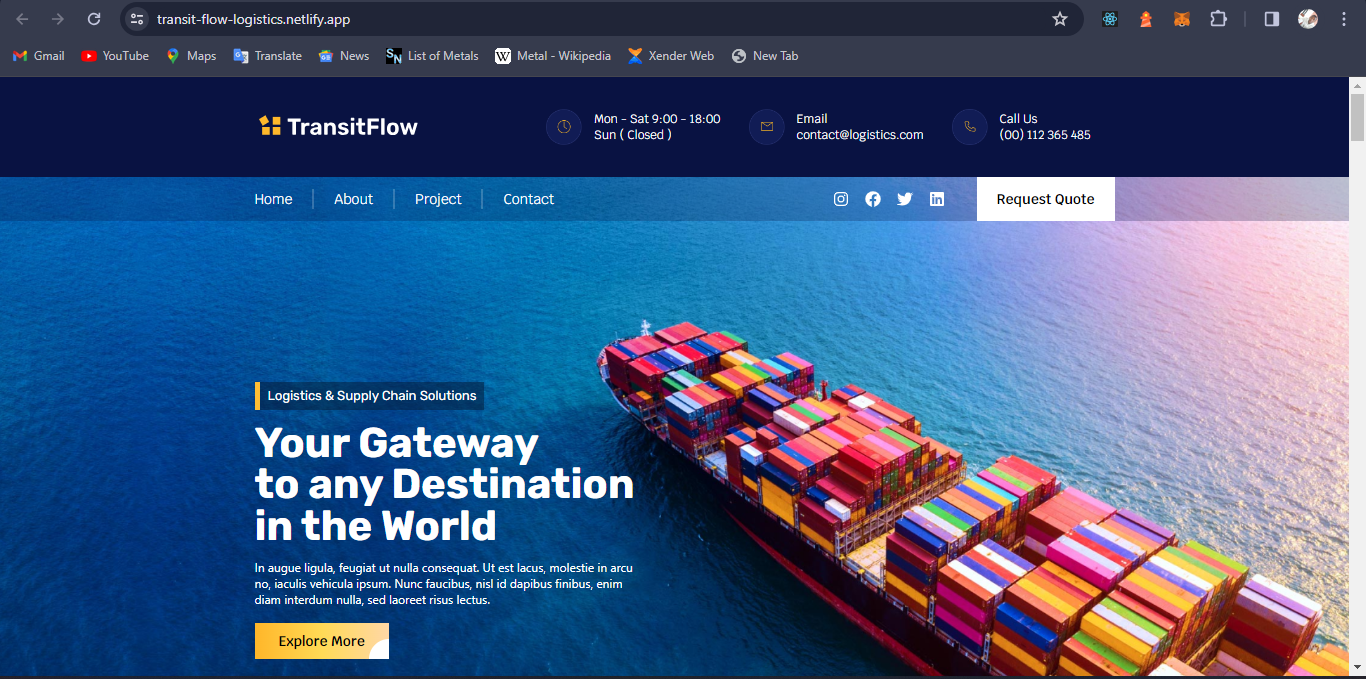 transit-flow-logistics.netlify.app
Gmail YouTube Maps Translate News List of Metals Metal - Wikipedia Xender Web New Tab
TransitFlow
Mon - Sat 9:00 - 18:00
Sun ( Closed )
Email
contact@logistics.com
Call Us
(00) 112 365 485
Home About Project Contact
Request Quote
Logistics & Supply Chain Solutions
Your Gateway
to any Destination
in the World
In augue ligula, feugiat ut nulla consequat. Ut est lacus, molestie in arcu
no, iaculis vehicula ipsum. Nunc faucibus, nisl id dapibus finibus, enim
diam interdum nulla, sed laoreet risus lectus.
Explore More